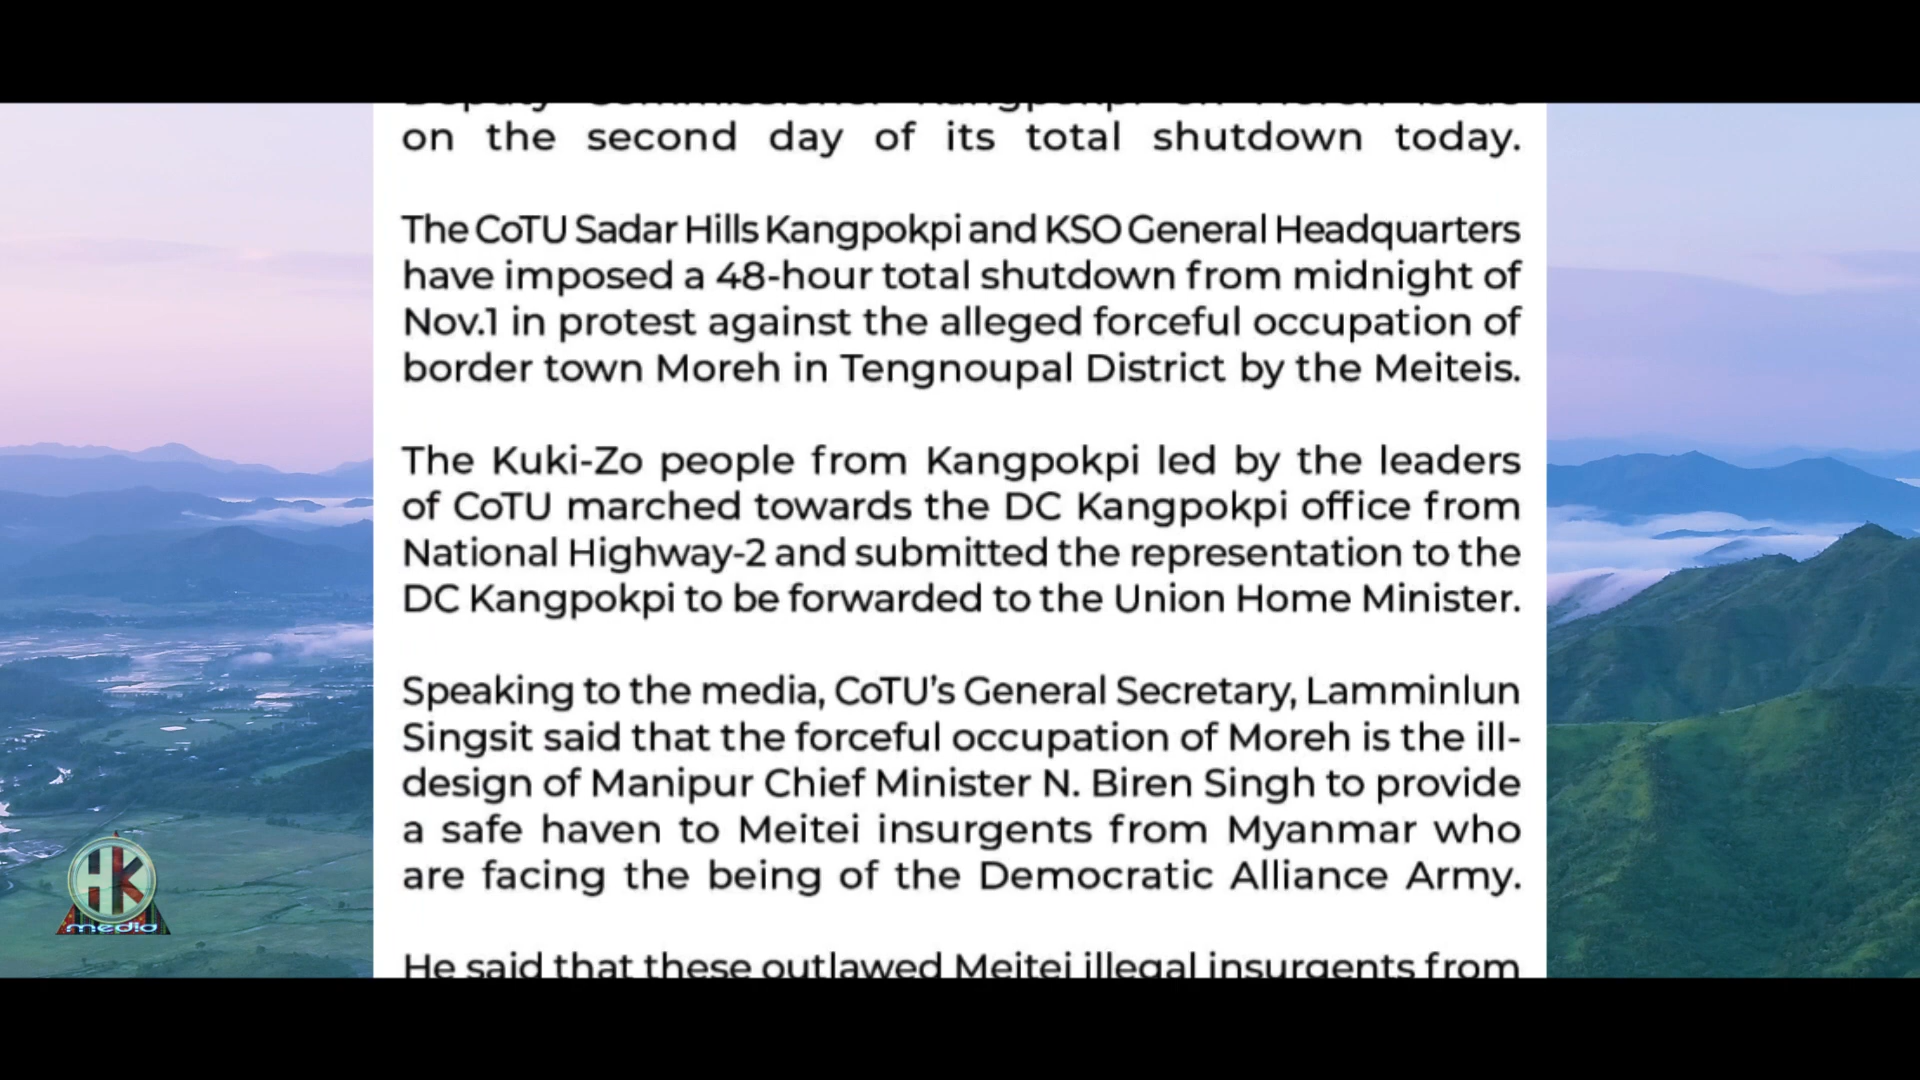 on the second day of its total shutdown today.
The CoTU Sadar Hills Kangpokpi and KSO General Headquarters
have imposed a 48-hour total shutdown from midnight of
Nov.1 in protest against the alleged forceful occupation of
border town Moreh in Tengnoupal District by the Meiteis.
The Kuki-Zo people from Kangpokpi led by the leaders
of CoTU marched towards the DC Kangpokpi office from
National Highway-2 and submitted the representation to the
DC Kangpokpi to be forwarded to the Union Home Minister.
Speaking to the media, CoTU's General Secretary, Lamminlun
Singsit said that the forceful occupation of Moreh is the ill-
design of Manipur Chief Minister N. Biren Singh to provide
a safe haven to Meitei insurgents from Myanmar who
are facing the being of the Democratic Alliance Army.
He said that these outlawed Meitei illegal insurgents from
HK
media